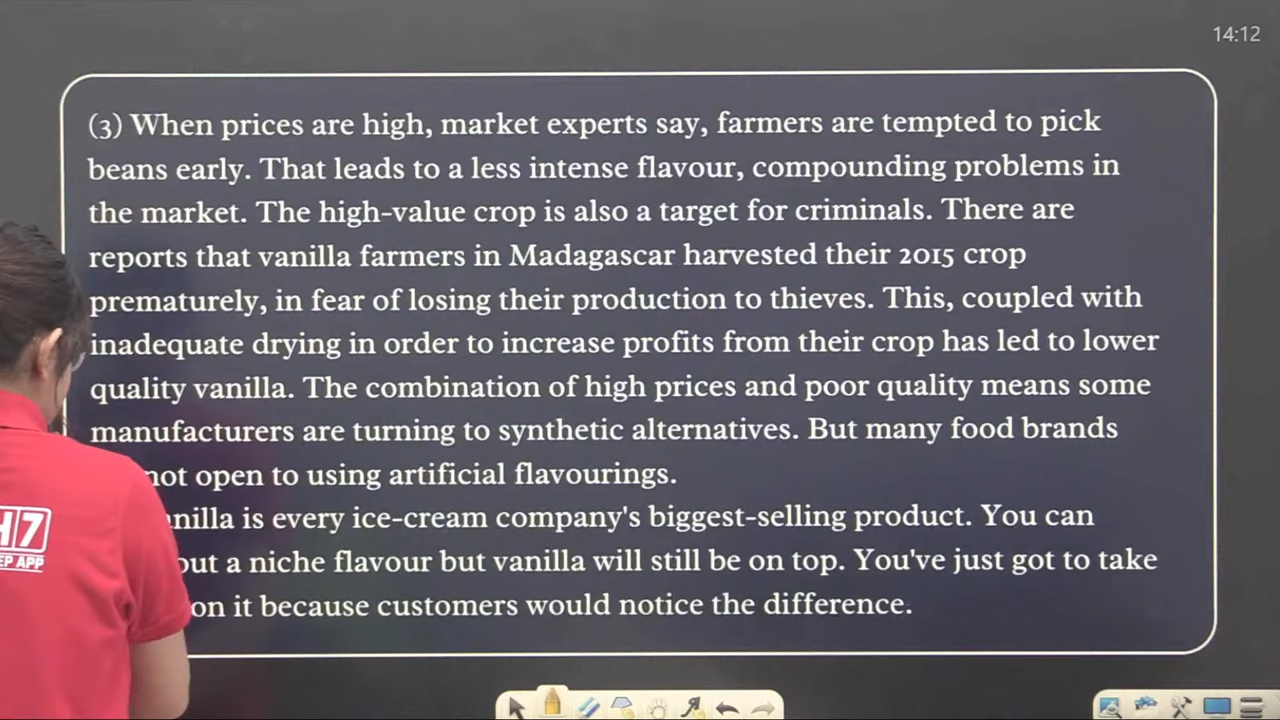 14:12
(3) When prices are high, market experts say, farmers are tempted to pick
beans early. That leads to a less intense flavour, compounding problems in
the market. The high-value crop is also a target for criminals. There are
reports that vanilla farmers in Madagascar harvested their 2015 crop
prematurely, in fear of losing their production to thieves. This, coupled with
inadequate drying in order to increase profits from their crop has led to lower
quality vanilla. The combination of high prices and poor quality means some
manufacturers are turning to synthetic alternatives. But many food brands
not open to using artificial flavourings.
is every ice-cream company's biggest-selling product. You can
a niche flavour but vanilla will still be on top. You've just got to take
on it because customers would notice the difference.
H7
EP APP